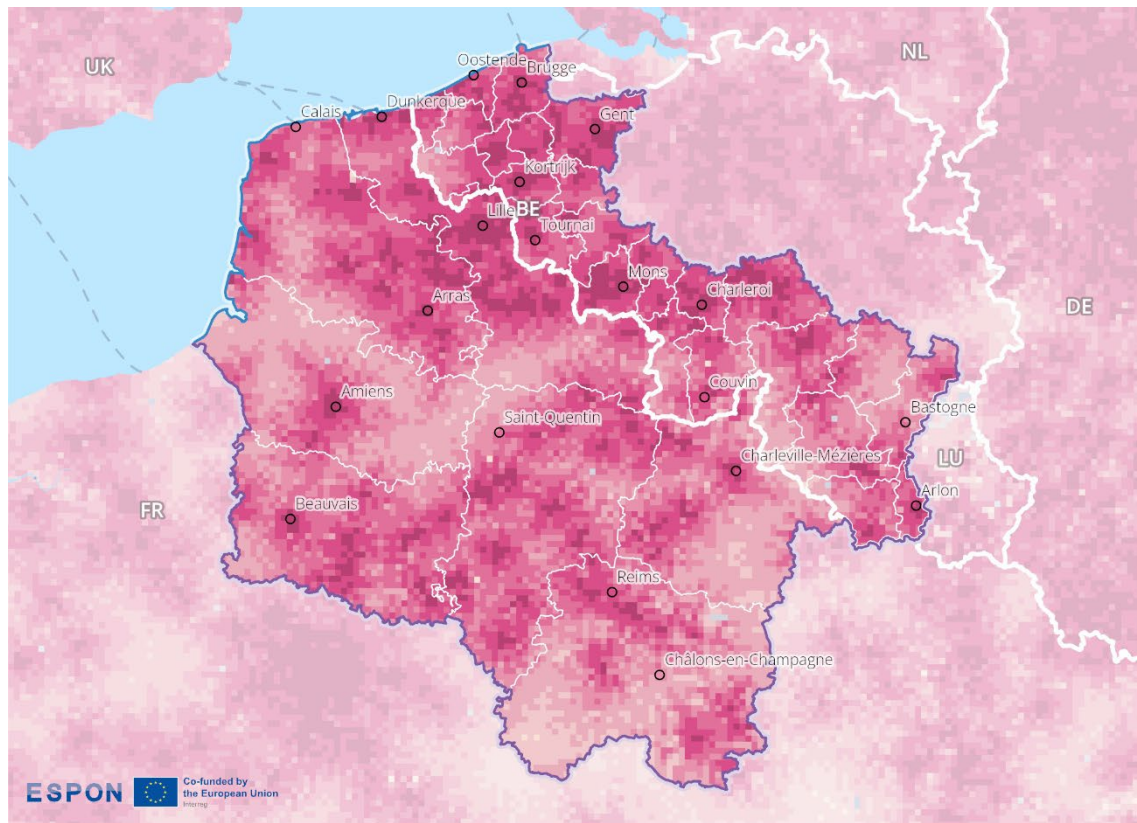 UK
NL
Oostende
Brugge
Calais
Dunkerque
Gent
Kortrijk
Lille
BE
Tournai
Mons
Charleroi
Arras
DE
Amiens
Couvin
Bastogne
Saint-Quentin
Charleville-Mézières
LU
FR
Beauvais
Arlon
Reims
Châlons-en-Champagne
ESPON
Co-funded by
the European Union
Interreg